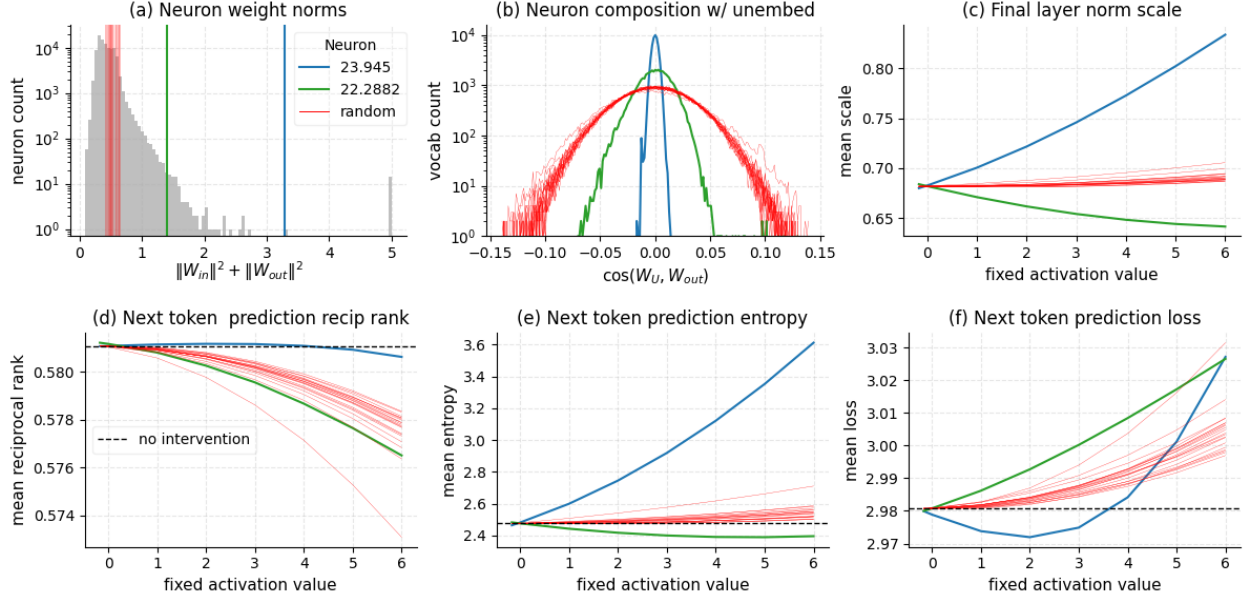 (a) Neuron weight norms
neuron count
10⁴
10³
10²
10¹
10⁰
0 1 2 3 4 5
‖W_in‖² + ‖W_out‖²
Neuron
23.945
22.2882
random
(b) Neuron composition w/ unembed
vocab count
10⁴
10³
10²
10¹
10⁰
−0.15 −0.10 −0.05 0.00 0.05 0.10 0.15
cos(W_U, W_out)
(c) Final layer norm scale
mean scale
0.80
0.75
0.70
0.65
0 1 2 3 4 5 6
fixed activation value
(d) Next token prediction recip rank
mean reciprocal rank
0.580
0.578
0.576
0.574
no intervention
0 1 2 3 4 5 6
fixed activation value
(e) Next token prediction entropy
mean entropy
3.6
3.4
3.2
3.0
2.8
2.6
2.4
0 1 2 3 4 5 6
fixed activation value
(f) Next token prediction loss
mean loss
3.03
3.02
3.01
3.00
2.99
2.98
2.97
0 1 2 3 4 5 6
fixed activation value